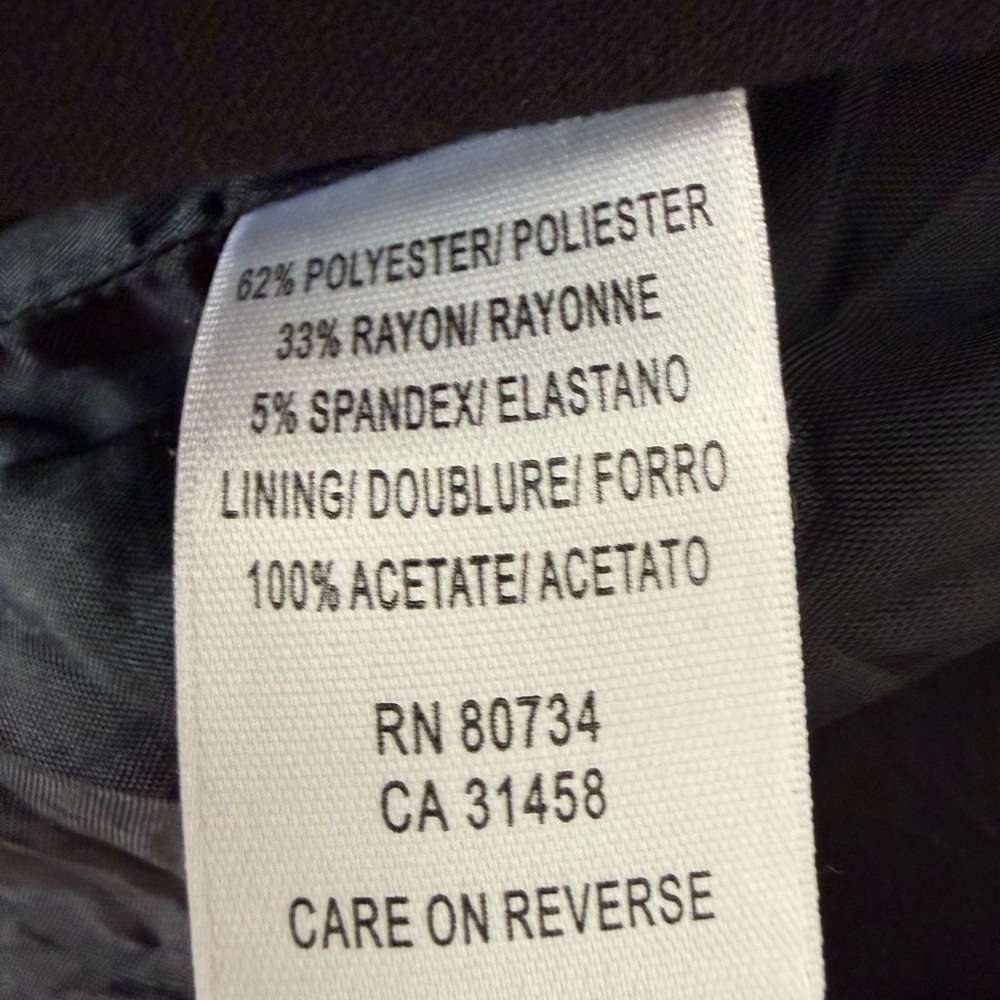 62% POLYESTER/ POLIESTER
33% RAYON/ RAYONNE
5% SPANDEX/ ELASTANO
LINING/ DOUBLURE/ FORRO
100% ACETATE/ ACETATO
RN 80734
CA 31458
CARE ON REVERSE